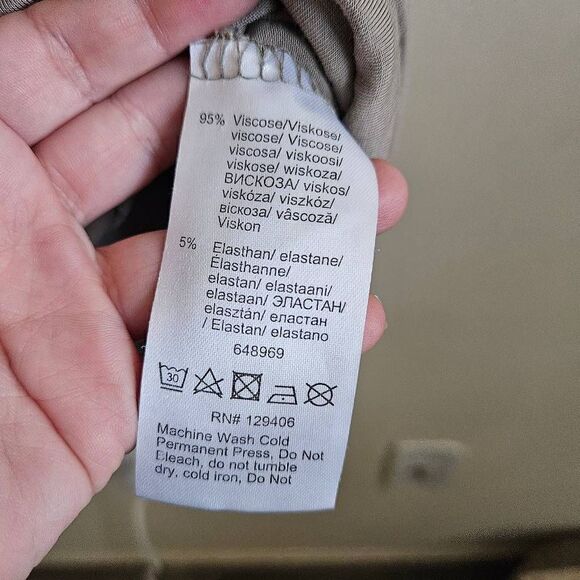 95% Viscose/Viskose/
viscose/ Viscose/
viscosa/ viskoosi/
viskose/ wiskoza/
ВИСКОЗА/ viskos/
viskóza/ viszkóz/
віскоза/ vâscoză/
Viskon
5% Elasthan/ elastane/
Élasthanne/
elastan/ elastaani/
elastaan/ ЭЛАСТАН/
elasztán/ еластан
/ Elastan/ elastano
648969
30
RN# 129406
Machine Wash Cold
Permanent Press, Do Not
Bleach, do not tumble
dry, cold iron, Do Not